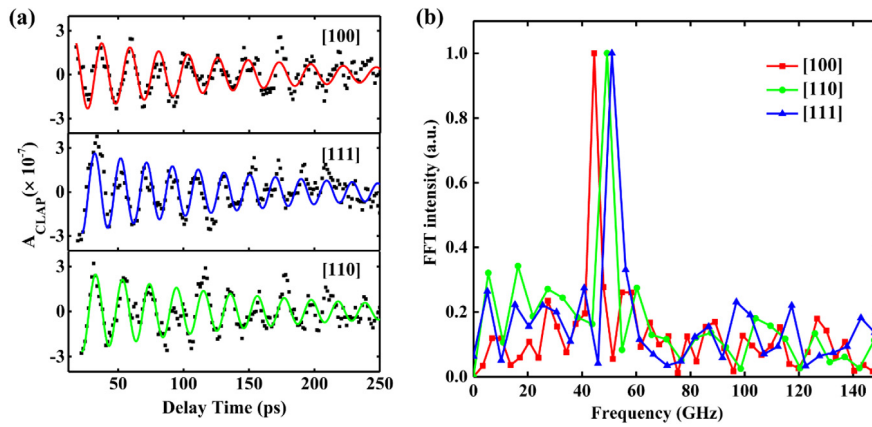 (a)
[100]
[111]
[110]
3
0
-3
3
0
-3
3
0
-3
A_CLAP (× 10⁻⁷)
50 100 150 200 250
Delay Time (ps)
(b)
[100]
[110]
[111]
1.0
0.8
0.6
0.4
0.2
0.0
FFT intensity (a.u.)
0 20 40 60 80 100 120 140
Frequency (GHz)